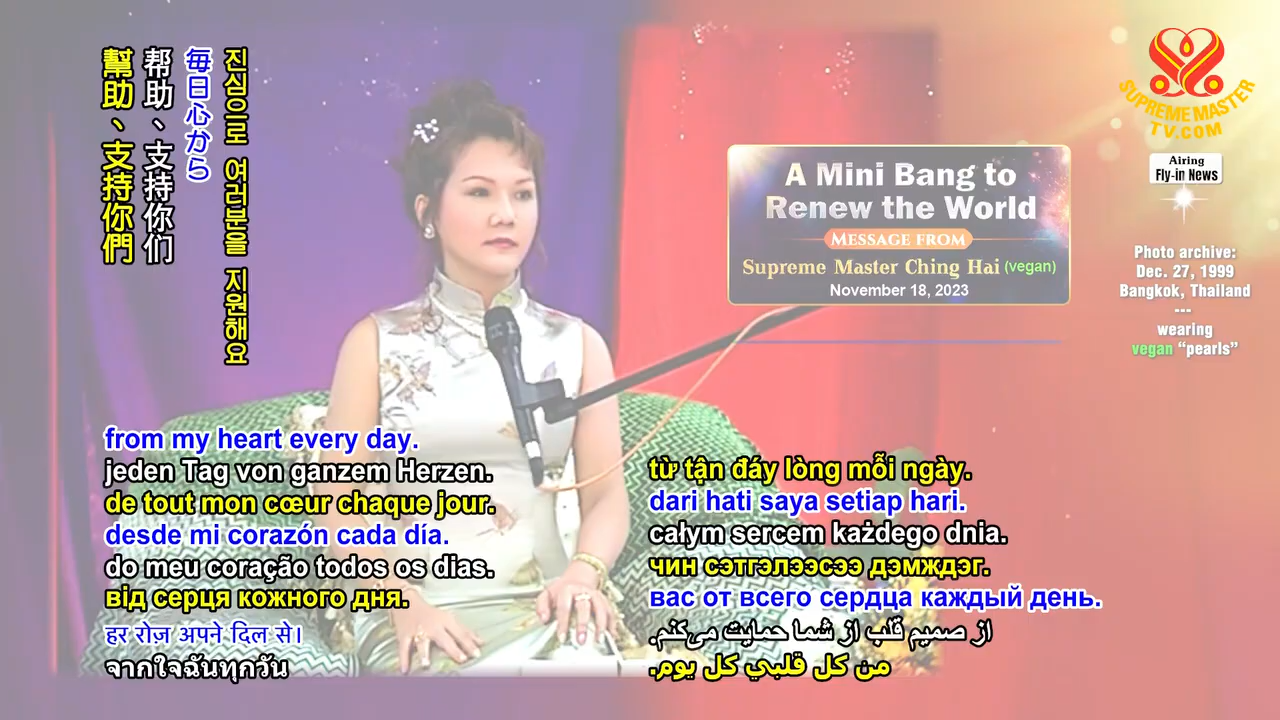 幫助、支持你們
帮助、支持你们
毎日心から
진심으로 여러분을 지원해요
from my heart every day.
jeden Tag von ganzem Herzen.
de tout mon cœur chaque jour.
desde mi corazón cada día.
do meu coração todos os dias.
від серця кожного дня.
हर रोज़ अपने दिल से।
จากใจฉันทุกวัน
từ tận đáy lòng mỗi ngày.
dari hati saya setiap hari.
całym sercem każdego dnia.
чин сэтгэлээсээ дэмждэг.
вас от всего сердца каждый день.
از صمیم قلب از شما حمایت می‌کنم.
من كل قلبي كل يوم.
A Mini Bang to
Renew the World
MESSAGE FROM
Supreme Master Ching Hai (vegan)
November 18, 2023
SUPREME MASTER
TV.COM
Airing
Fly-in News
Photo archive:
Dec. 27, 1999
Bangkok, Thailand
---
wearing
vegan “pearls”